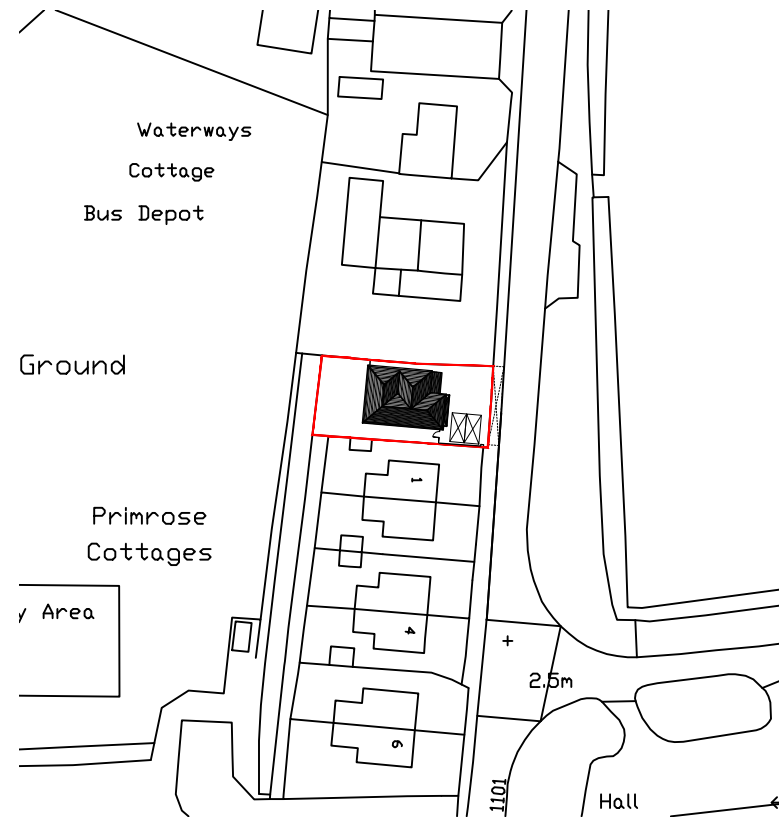 Waterways
Cottage
Bus Depot
Ground
1
Primrose
Cottages
y Area
4
+
2.5m
6
1101
Hall